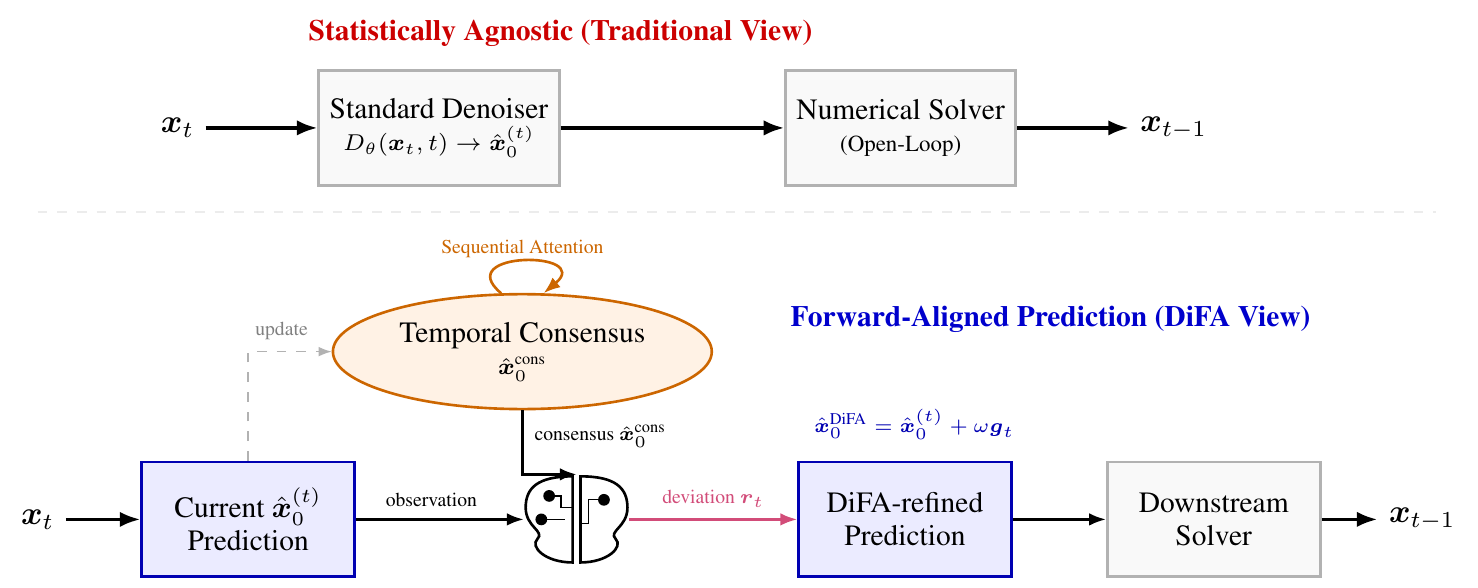 Statistically Agnostic (Traditional View)
x_t
Standard Denoiser
D_θ(x_t, t) → x̂_0^{(t)}
Numerical Solver
(Open-Loop)
x_{t−1}
Sequential Attention
Temporal Consensus
x̂_0^{cons}
Forward-Aligned Prediction (DiFA View)
update
consensus x̂_0^{cons}
x̂_0^{DiFA} = x̂_0^{(t)} + ωg_t
x_t
Current x̂_0^{(t)}
Prediction
observation
deviation r_t
DiFA-refined
Prediction
Downstream
Solver
x_{t−1}